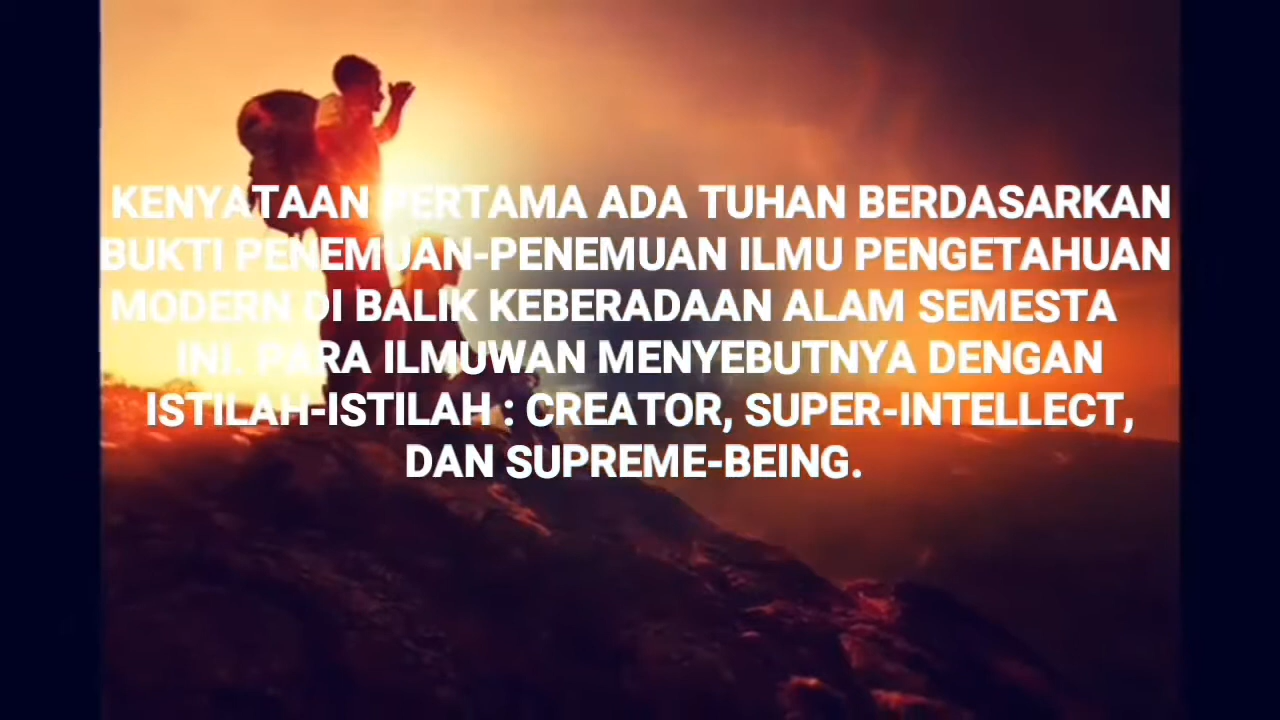 KENYATAAN PERTAMA ADA TUHAN BERDASARKAN
BUKTI PENEMUAN-PENEMUAN ILMU PENGETAHUAN
MODERN DI BALIK KEBERADAAN ALAM SEMESTA
INI. PARA ILMUWAN MENYEBUTNYA DENGAN
ISTILAH-ISTILAH : CREATOR, SUPER-INTELLECT,
DAN SUPREME-BEING.